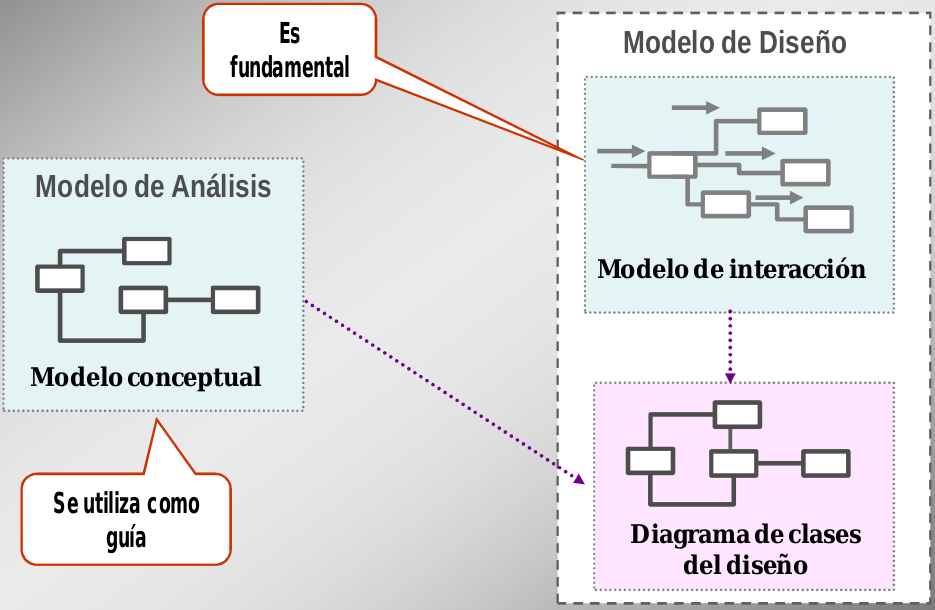 Es
fundamental
Modelo de Diseño
Modelo de interacción
Modelo de Análisis
Modelo conceptual
Se utiliza como
guía
Diagrama de clases
del diseño